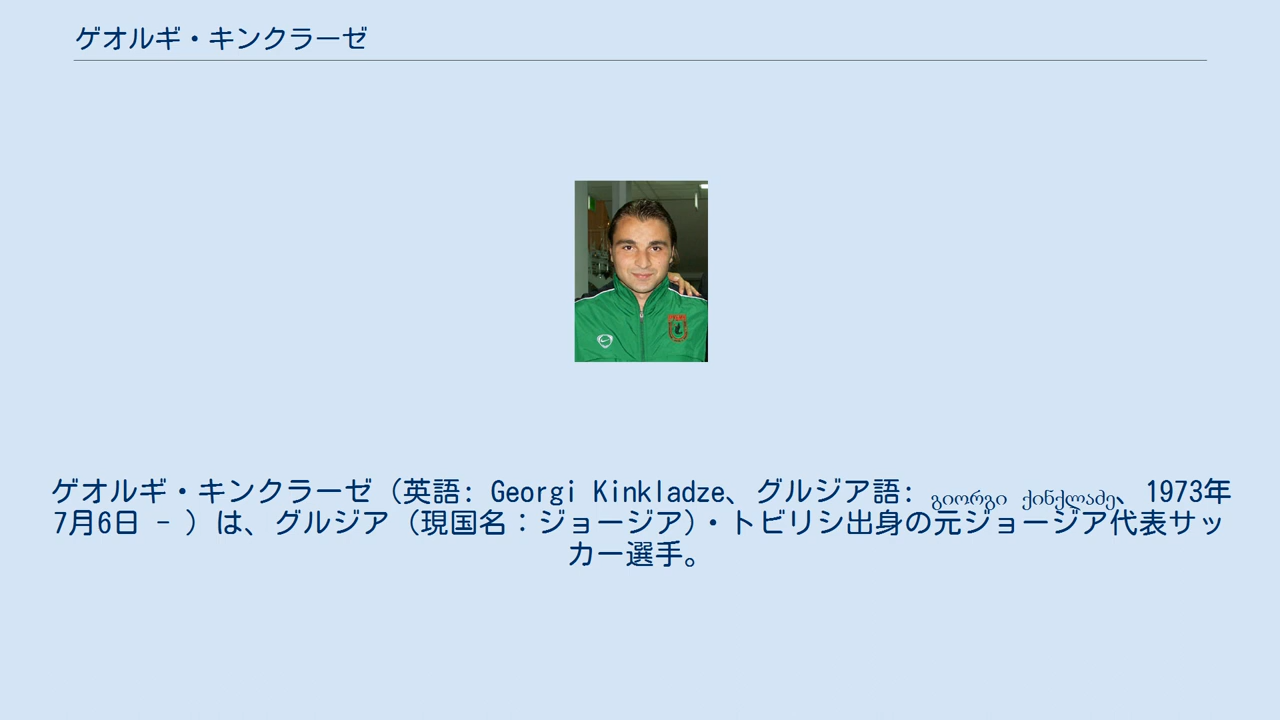 ゲオルギ・キンクラーゼ
ゲオルギ・キンクラーゼ（英語: Georgi Kinkladze、グルジア語: გიორგი ქინქლაძე、1973年
7月6日 - ）は、グルジア（現国名：ジョージア）・トビリシ出身の元ジョージア代表サッ
カー選手。